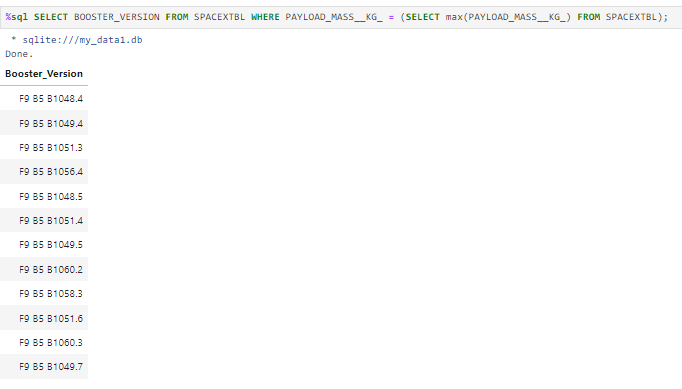 %sql SELECT BOOSTER_VERSION FROM SPACEXTBL WHERE PAYLOAD_MASS__KG_ = (SELECT max(PAYLOAD_MASS__KG_) FROM SPACEXTBL);
* sqlite:///my_data1.db
Done.
Booster_Version
F9 B5 B1048.4
F9 B5 B1049.4
F9 B5 B1051.3
F9 B5 B1056.4
F9 B5 B1048.5
F9 B5 B1051.4
F9 B5 B1049.5
F9 B5 B1060.2
F9 B5 B1058.3
F9 B5 B1051.6
F9 B5 B1060.3
F9 B5 B1049.7